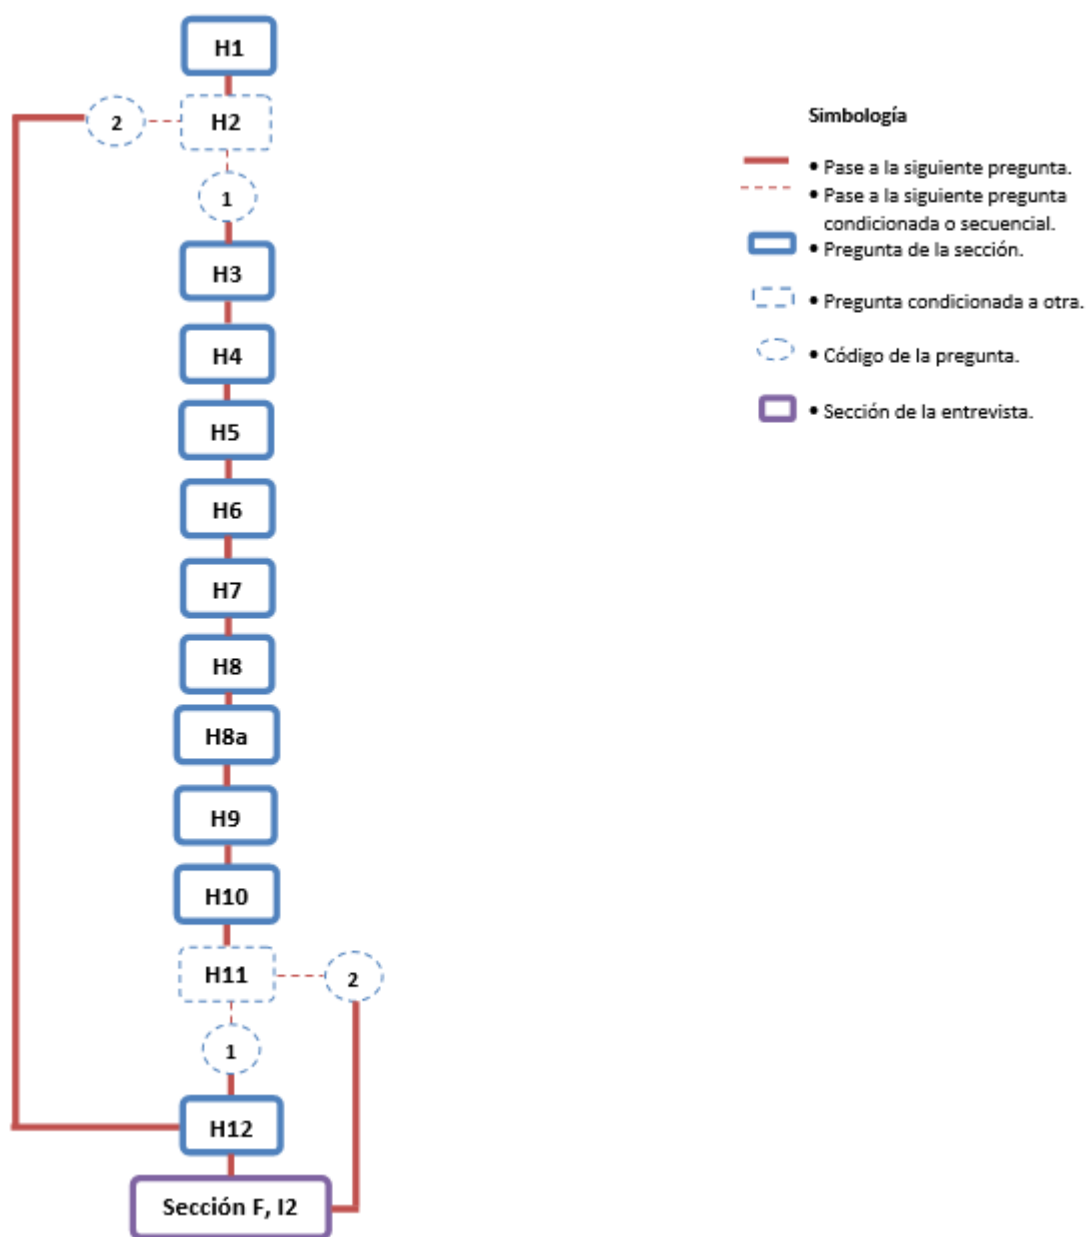 H1
2
H2
1
H3
H4
H5
H6
H7
H8
H8a
H9
H10
H11
2
1
H12
Sección F, I2
Simbología
• Pase a la siguiente pregunta.
• Pase a la siguiente pregunta
condicionada o secuencial.
• Pregunta de la sección.
• Pregunta condicionada a otra.
• Código de la pregunta.
• Sección de la entrevista.